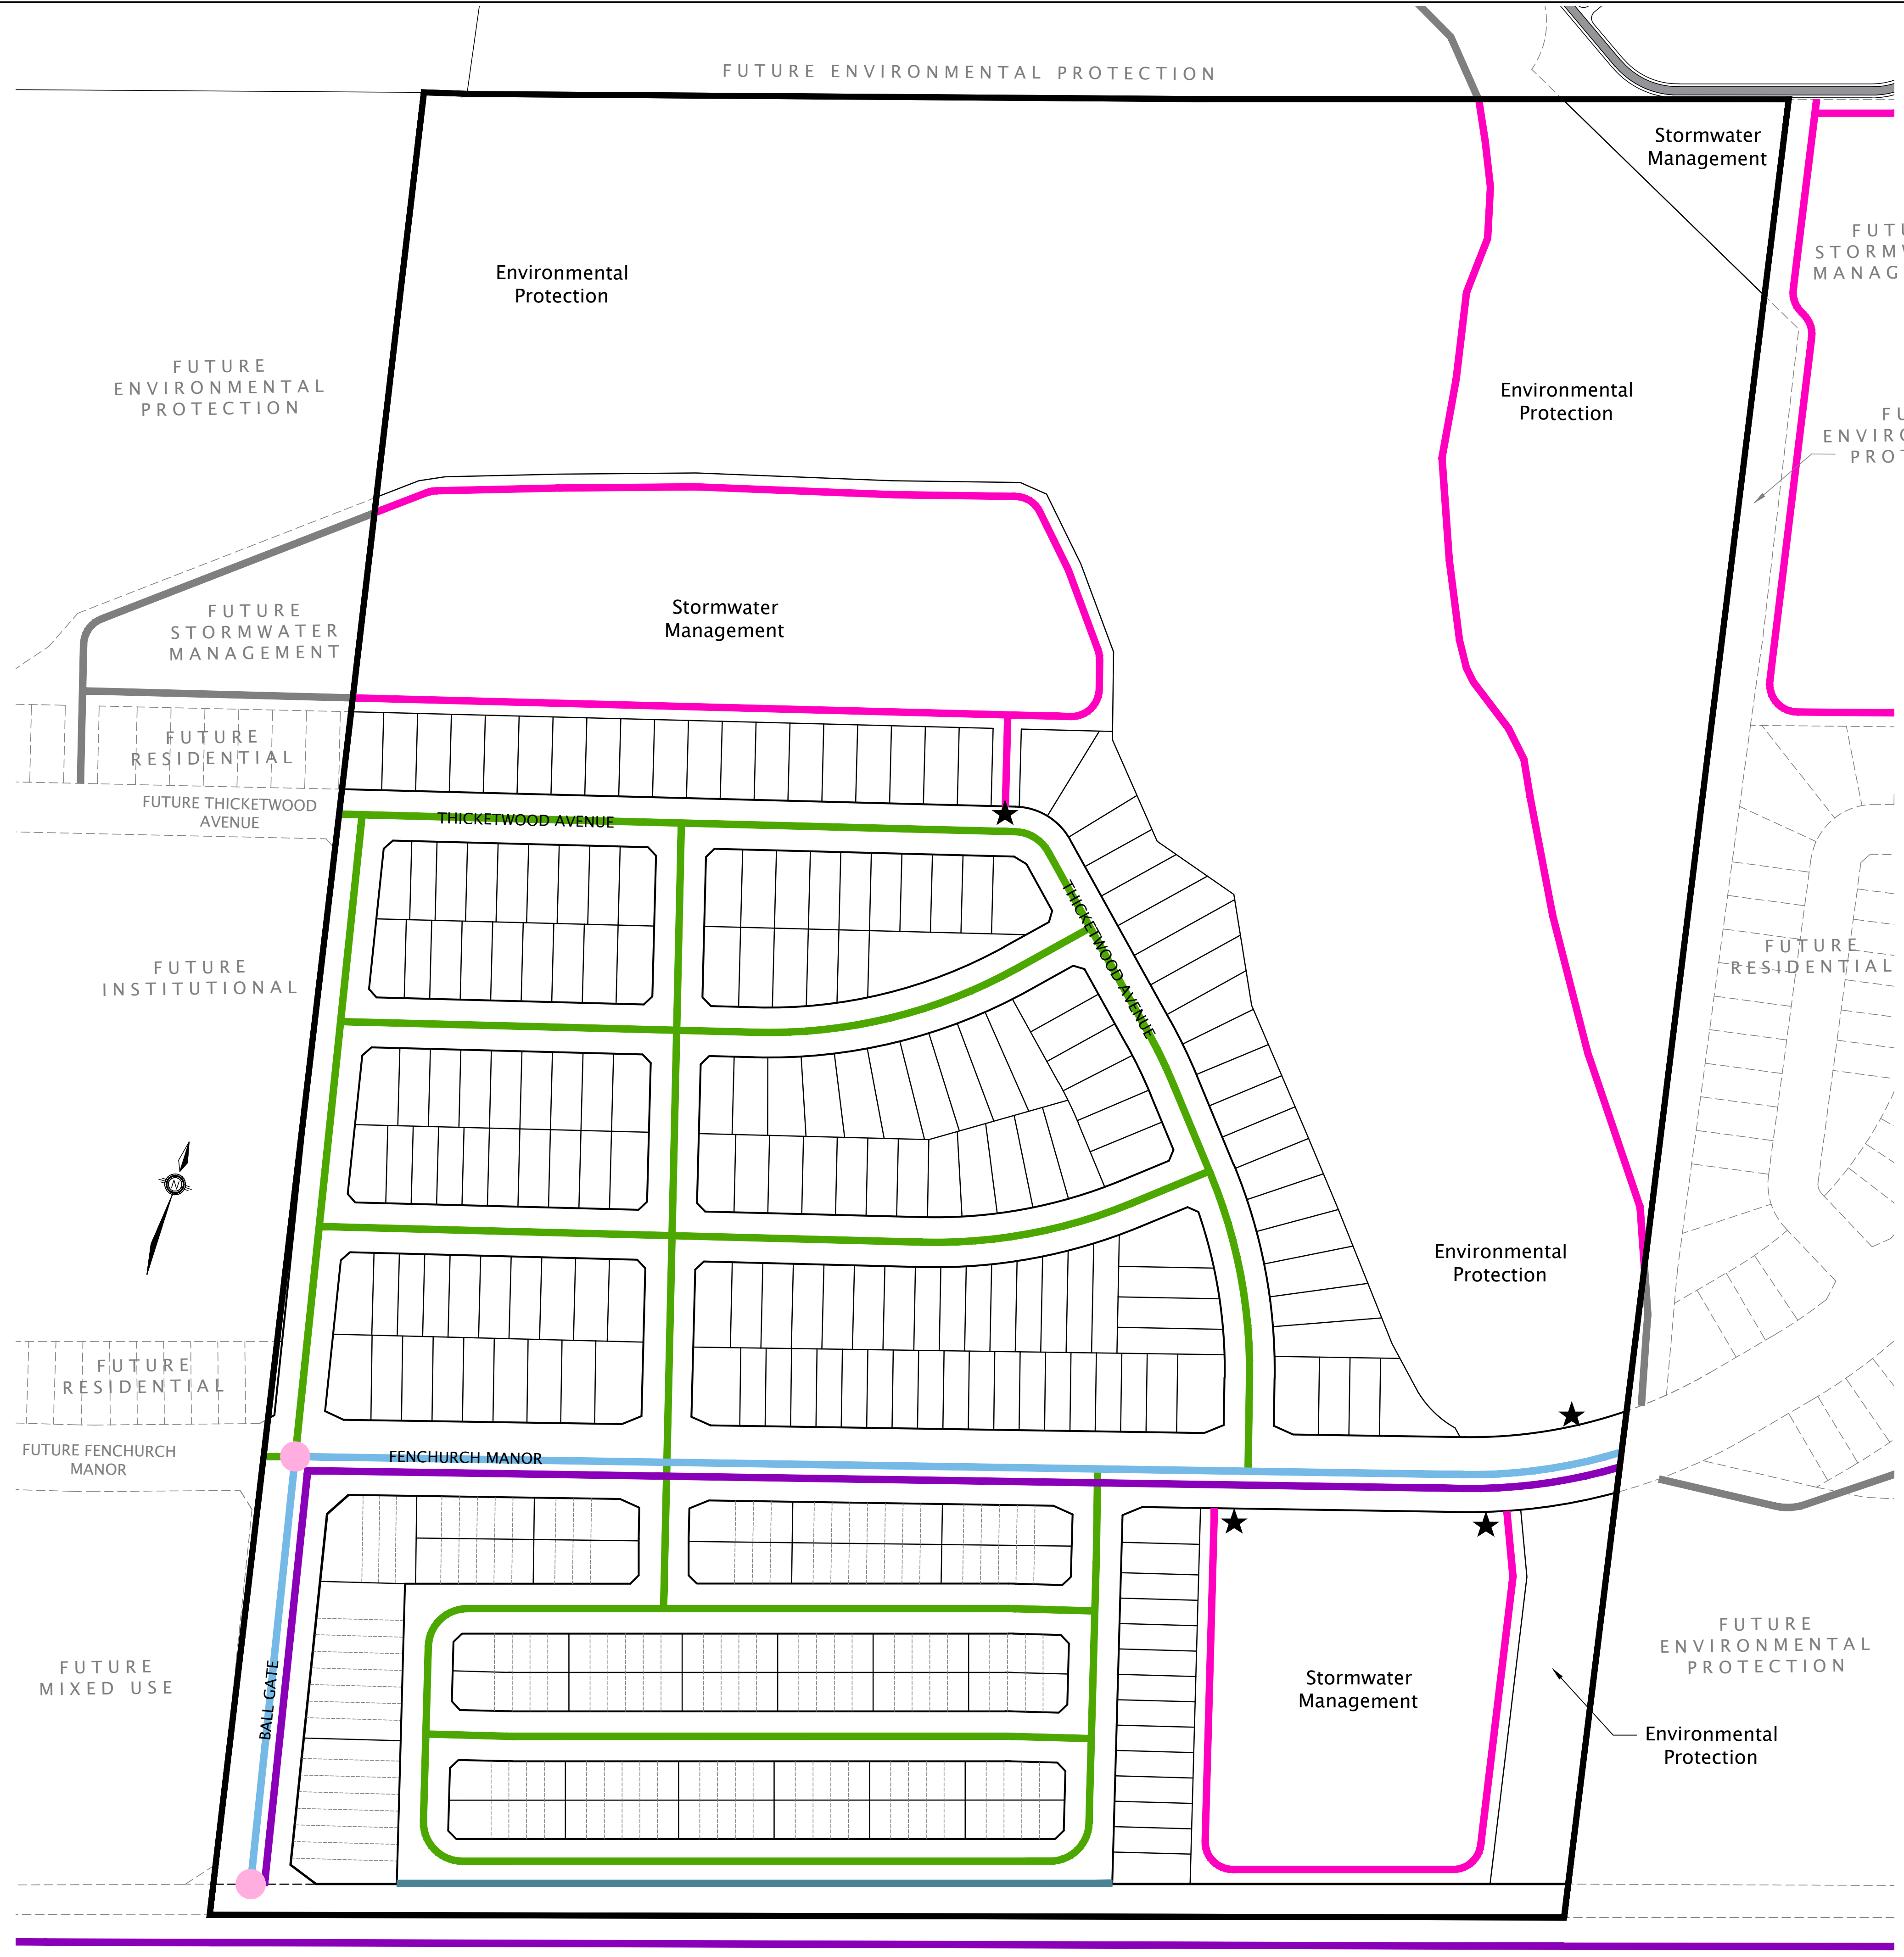 FUTURE ENVIRONMENTAL PROTECTION
Stormwater
Management
Environmental
Protection
FUTURE
ENVIRONMENTAL
PROTECTION
Environmental
Protection
FUTURE
STORMWATER
MANAGEMENT
Stormwater
Management
FUTURE
RESIDENTIAL
FUTURE THICKETWOOD
AVENUE
THICKETWOOD AVENUE
THICKETWOOD AVENUE
FUTURE
INSTITUTIONAL
FUTURE
RESIDENTIAL
N
Environmental
Protection
FUTURE
RESIDENTIAL
FUTURE FENCHURCH
MANOR
FENCHURCH MANOR
FUTURE
MIXED USE
BALL GATE
Stormwater
Management
FUTURE
ENVIRONMENTAL
PROTECTION
Environmental
Protection